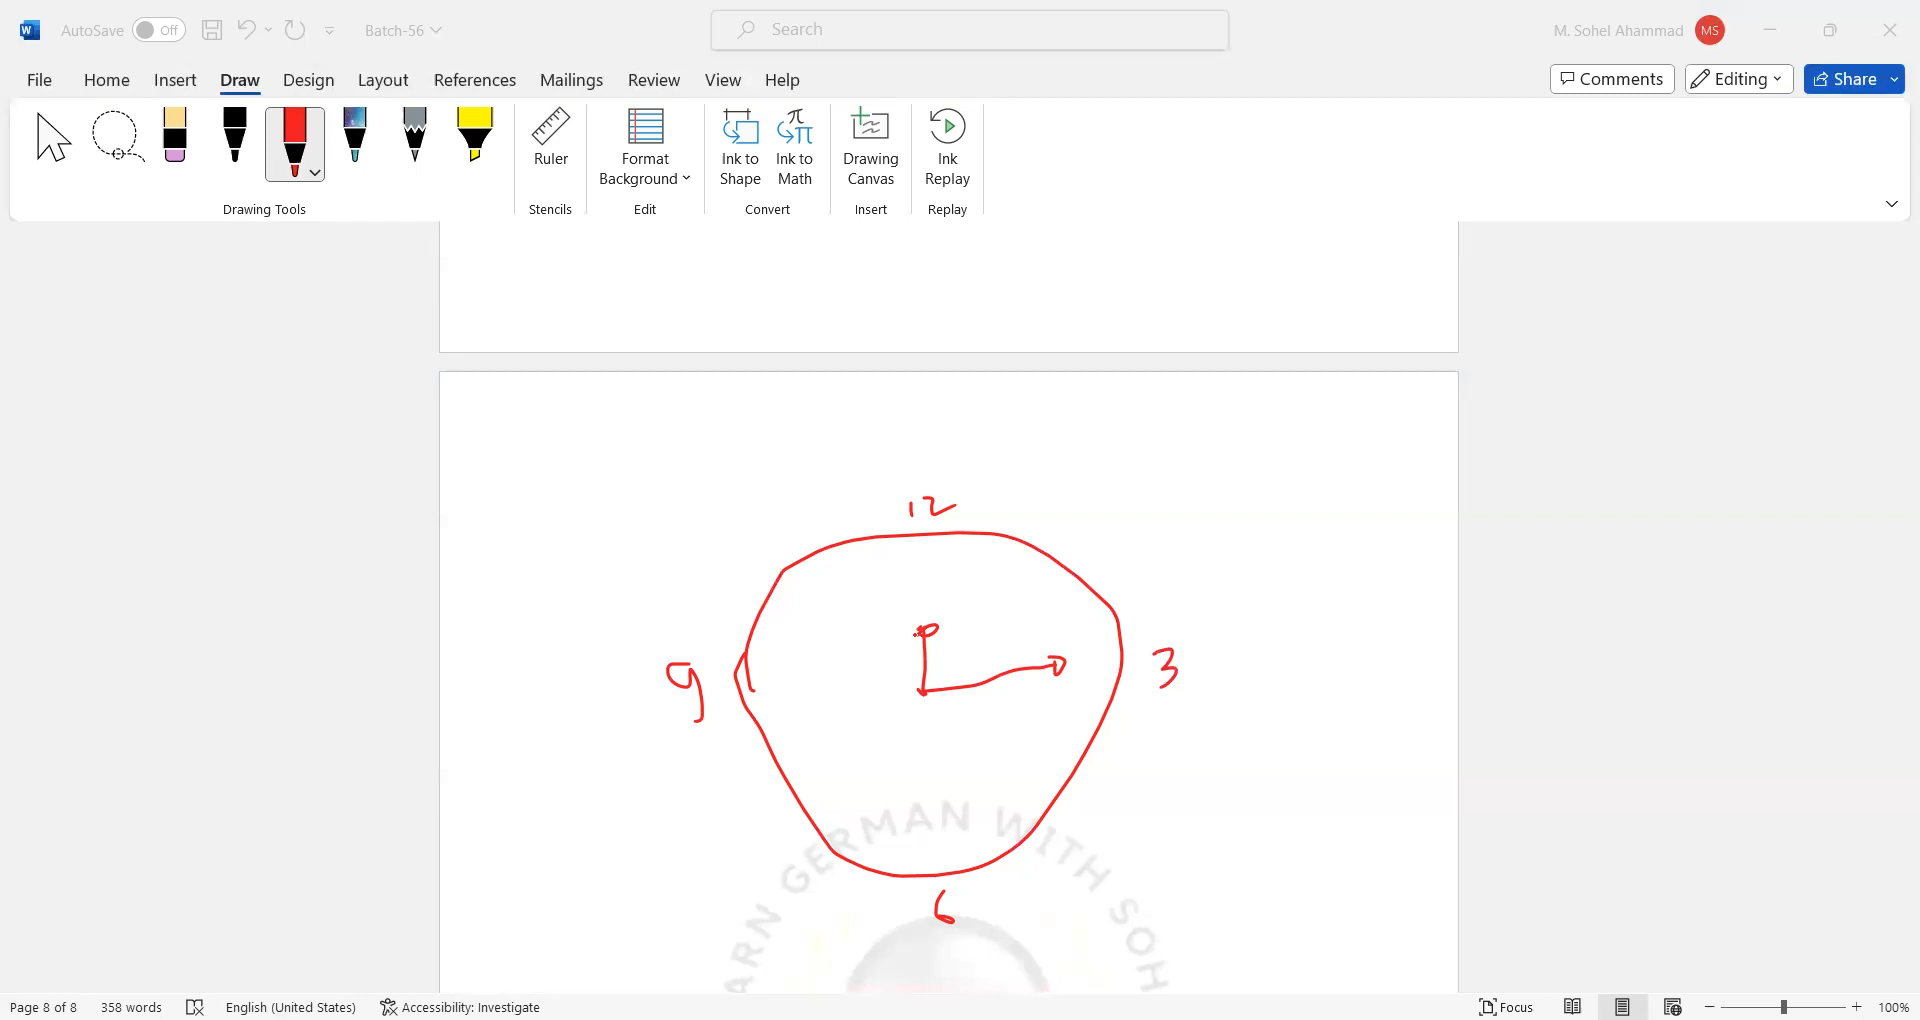 AutoSave Off Batch-56 Search M. Sohel Ahammad MS
File Home Insert Draw Design Layout References Mailings Review View Help Comments Editing Share
Ruler Format Background Ink to Shape Ink to Math Drawing Canvas Ink Replay
Drawing Tools Stencils Edit Convert Insert Replay
12
9 3
6
ARN GERMAN WITH SOH
Page 8 of 8 358 words English (United States) Accessibility: Investigate Focus 100%